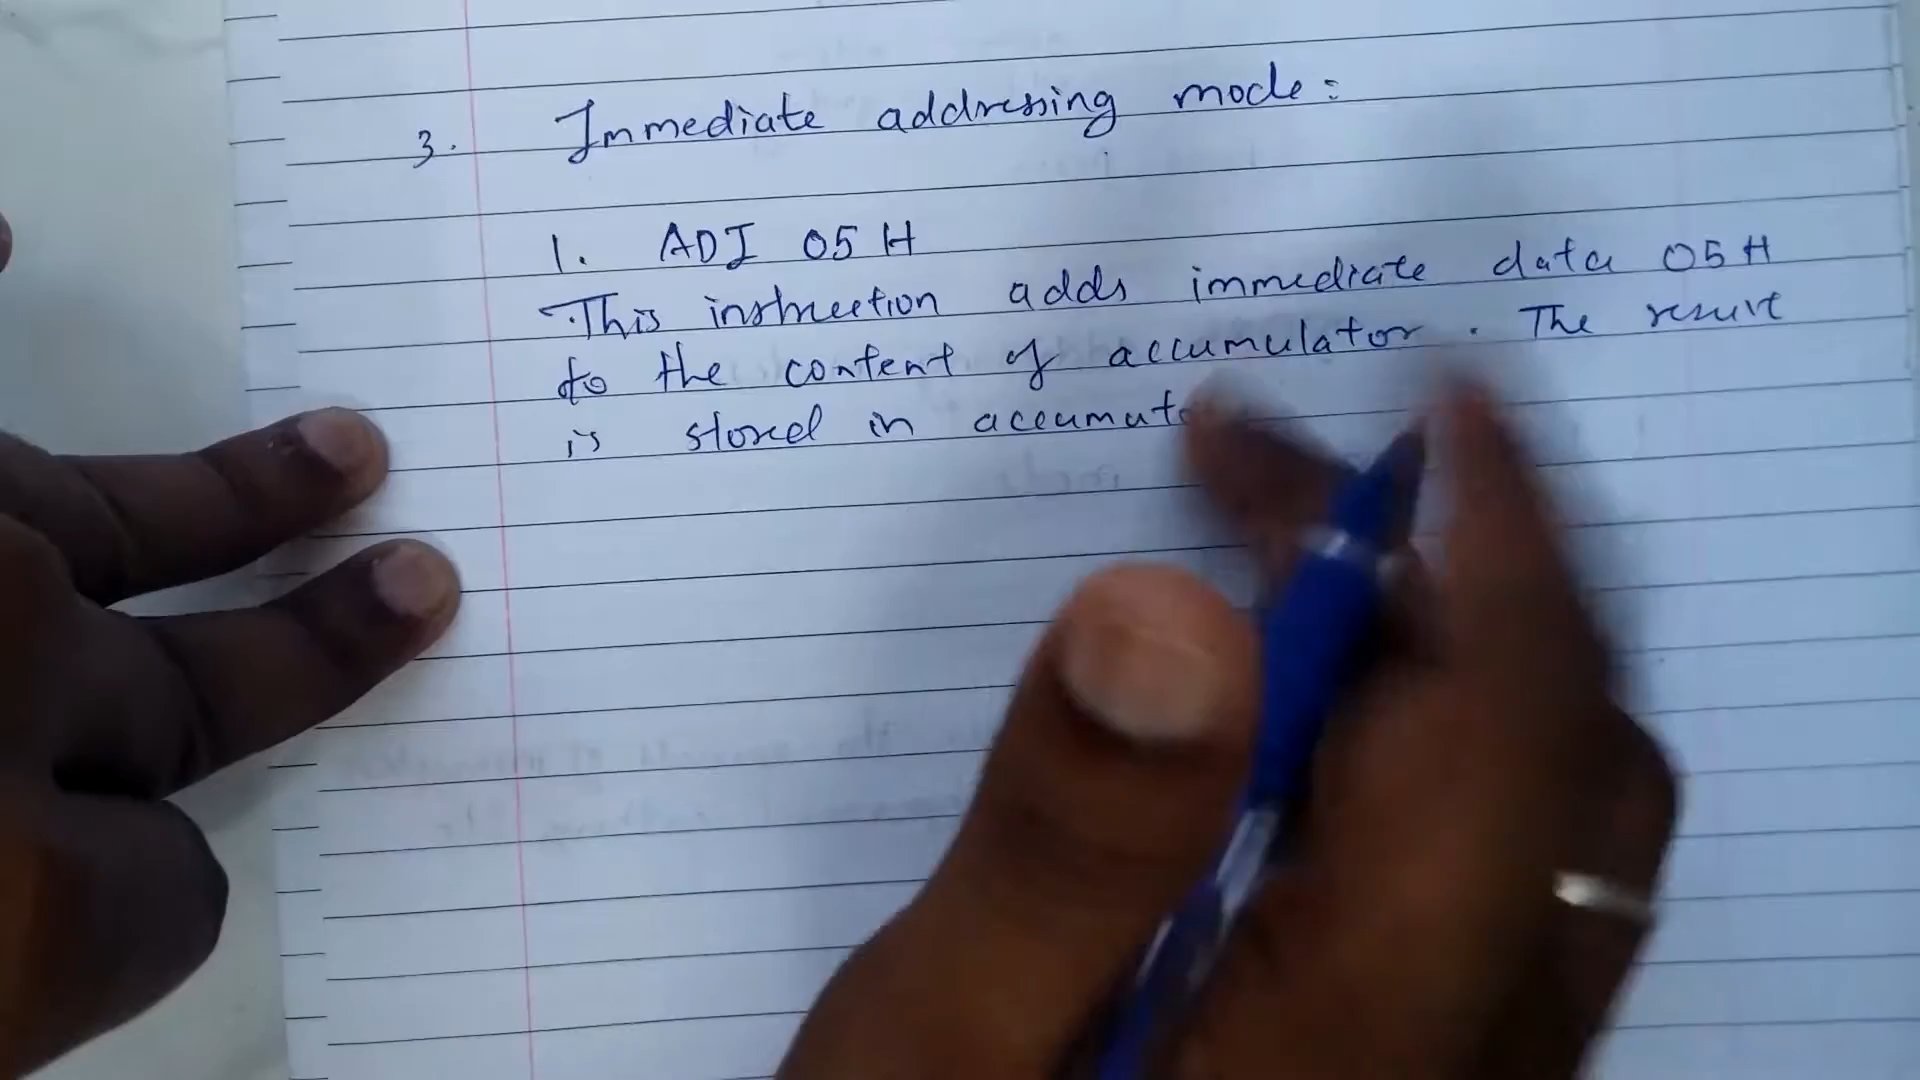 3. Immediate addressing mode:
1. ADI 05 H
This instruction adds immediate data 05 H
to the content of accumulator. The result
is stored in